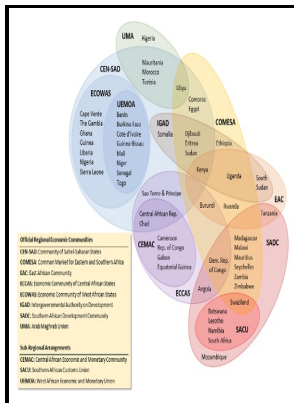 UMA
Algeria
Mauritania
Morocco
Tunisia
CEN-SAD
Libya
Comoros
Egypt
COMESA
ECOWAS
Cape Verde
The Gambia
Ghana
Guinea
Liberia
Nigeria
Sierra Leone
UEMOA
Benin
Burkina Faso
Cote d'Ivoire
Guinea-Bissau
Mali
Niger
Senegal
Togo
IGAD
Somalia
Djibouti
Eritrea
Sudan
Ethiopia
Kenya
Uganda
South
Sudan
EAC
Sao Tome & Principe
Burundi
Rwanda
Tanzania
SADC
Central African Rep.
Chad
CEMAC
Cameroon
Rep. of Congo
Gabon
Equatorial Guinea
ECCAS
Dem. Rep.
of Congo
Angola
Madagascar
Malawi
Mauritius
Seychelles
Zambia
Zimbabwe
Swaziland
Botswana
Lesotho
Namibia
South Africa
SACU
Mozambique
Official Regional Economic Communities
CEN-SAD: Community of Sahel-Saharan States
COMESA: Common Market for Eastern and Southern Africa
EAC: East African Community
ECCAS: Economic Community of Central African States
ECOWAS: Economic Community of West African States
IGAD: Intergovernmental Authority on Development
SADC: Southern African Development Community
UMA: Arab Maghreb Union
Sub-Regional Arrangements
CEMAC: Central African Economic and Monetary Community
SACU: Southern African Customs Union
UEMOA: West African Economic and Monetary Union